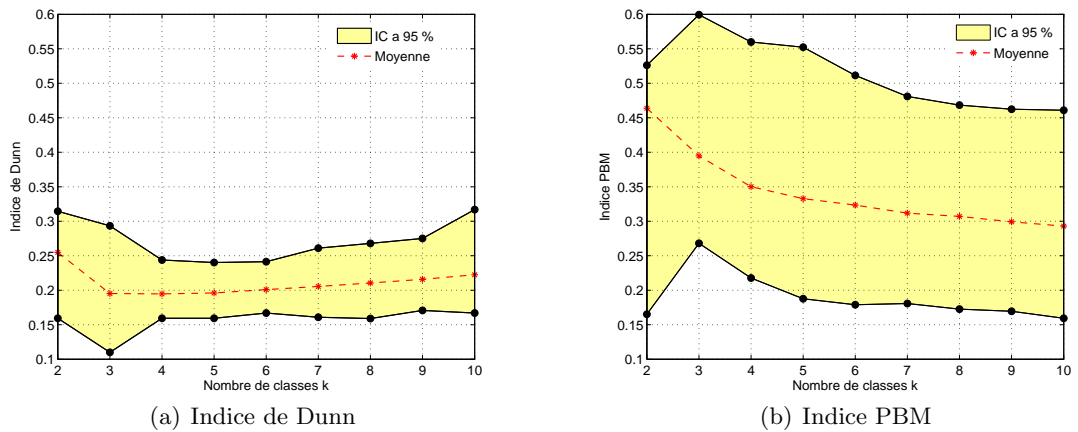 0.6
0.55
0.5
0.45
0.4
0.35
0.3
0.25
0.2
0.15
0.1
Indice de Dunn
IC a 95 %
Moyenne
2 3 4 5 6 7 8 9 10
Nombre de classes k
(a) Indice de Dunn
0.6
0.55
0.5
0.45
0.4
0.35
0.3
0.25
0.2
0.15
0.1
Indice PBM
IC a 95 %
Moyenne
2 3 4 5 6 7 8 9 10
Nombre de classes k
(b) Indice PBM